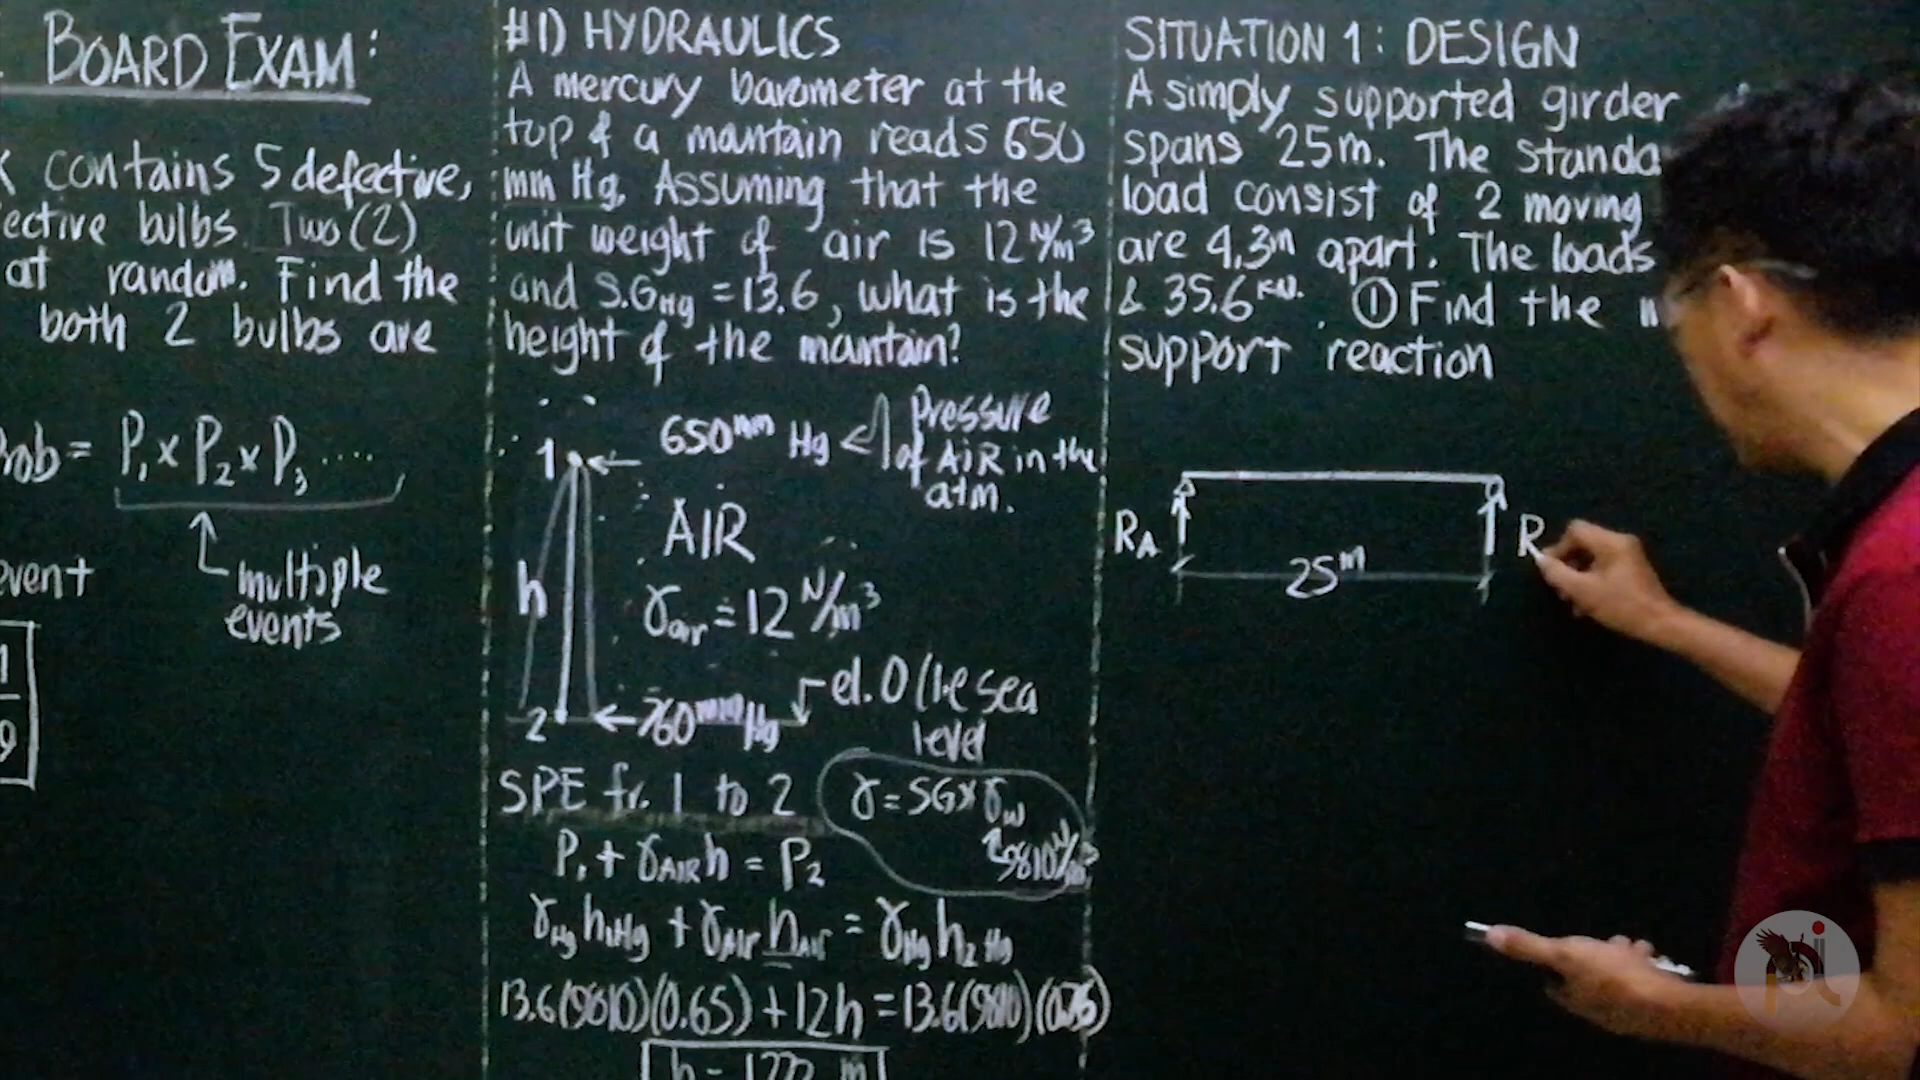 BOARD EXAM:
contains 5 defective,
ective bulbs. Two (2)
at random. Find the
both 2 bulbs are
rob = P1 x P2 x P3 ....
multiple
events
event
1
9
#1) HYDRAULICS
A mercury barometer at the
top of a mountain reads 650
mm Hg. Assuming that the
unit weight of air is 12 N/m³
and S.G Hg = 13.6, what is the
height of the mountain?
1
650mm Hg
Pressure
of AIR in the
atm.
AIR
h
γair = 12 N/m³
2
760mm Hg
el. 0 (i.e sea
level
SPE fr. 1 to 2
γ = SG x γw
9810 N/m³
P1 + γAIR h = P2
γHg h1Hg + γAIR hAIR = γHg h2Hg
13.6(9810)(0.65) + 12h = 13.6(9810)(0.76)
h = m
SITUATION 1: DESIGN
A simply supported girder
spans 25m. The standa
load consist of 2 moving
are 4.3m apart. The loads
& 35.6 KN. ① Find the m
support reaction
RA
25m
R